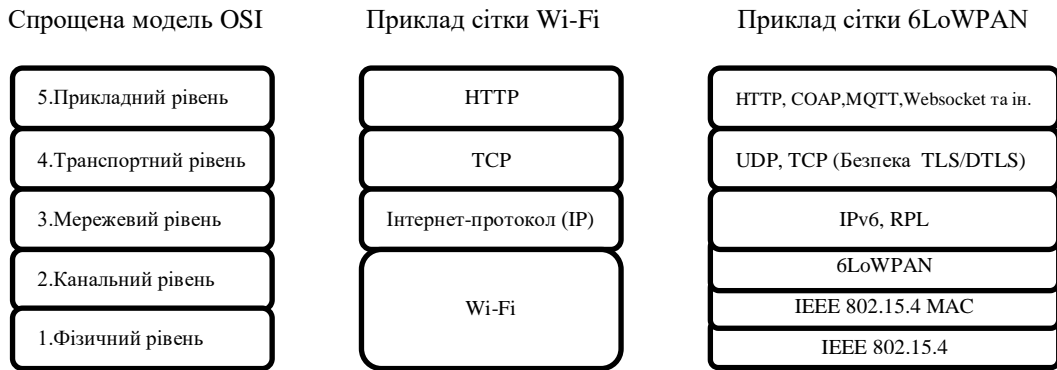 Спрощена модель OSI
Приклад сітки Wi-Fi
Приклад сітки 6LoWPAN
5.Прикладний рівень
HTTP
HTTP, COAP,MQTT,Websocket та ін.
4.Транспортний рівень
TCP
UDP, TCP (Безпека TLS/DTLS)
3.Мережевий рівень
Інтернет-протокол (IP)
IPv6, RPL
2.Канальний рівень
Wi-Fi
6LoWPAN
IEEE 802.15.4 MAC
1.Фізичний рівень
IEEE 802.15.4